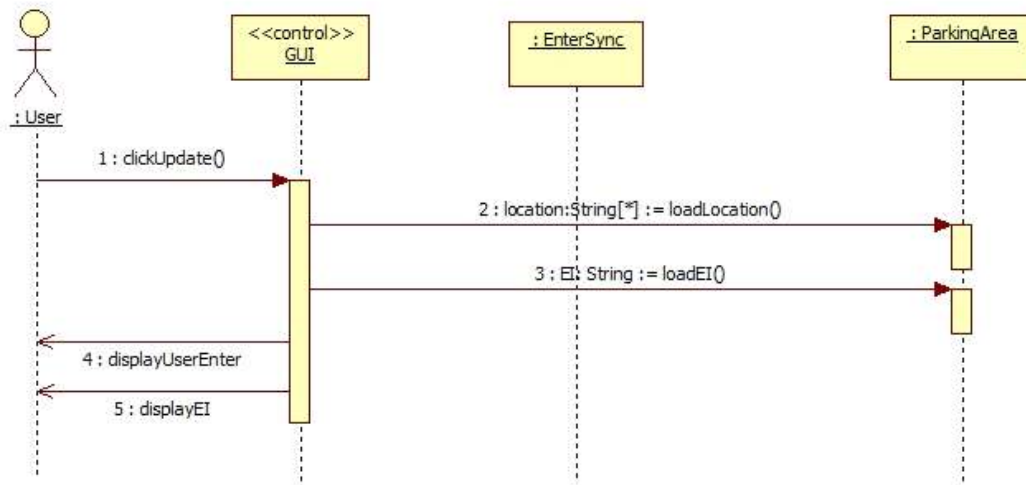 <<control>>
GUI
: EnterSync
: ParkingArea
: User
1 : clickUpdate()
2 : location:String[*] := loadLocation()
3 : EI: String := loadEI()
4 : displayUserEnter
5 : displayEI